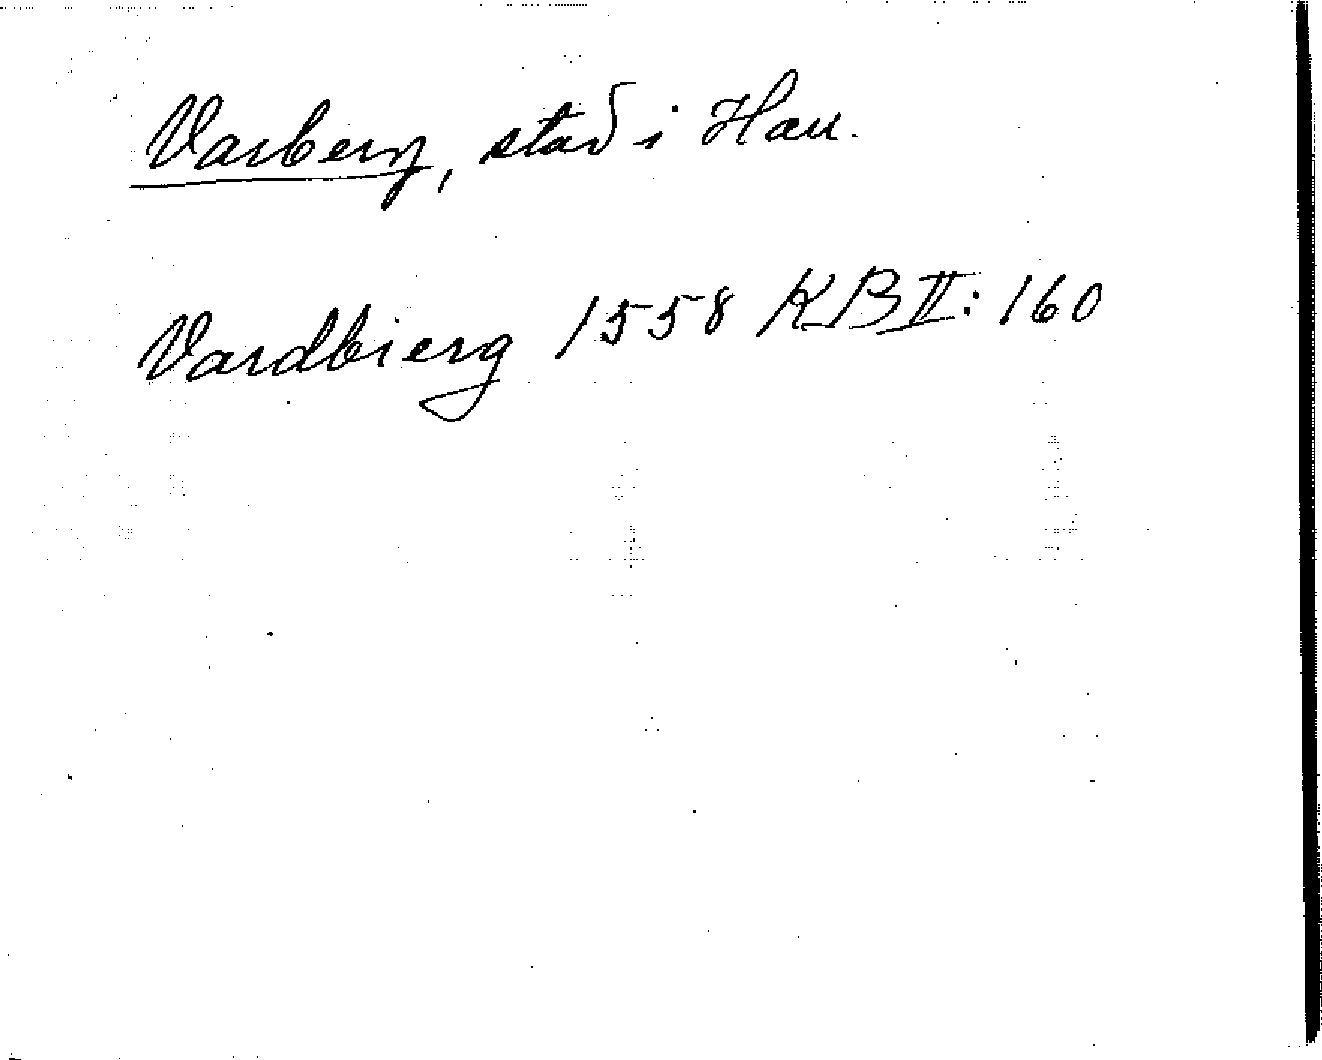 Varberg, stad i Hall.
Vardbierg 1558 KB II: 160